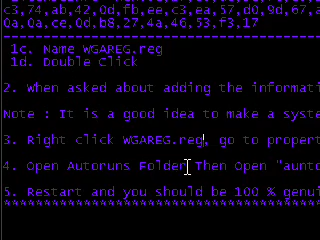 c3,74,ab,42,0d,fb,ee,c3,ea,57,d0,9d,67,a
0a,0a,ce,0d,b8,27,4a,46,53,f3,17
----------------------------------------
1c. Name WGAPEG.reg
1d. Double Click
2. When asked about adding the informati
Note : It is a good idea to make a syste
3. Right click WGAREG.reg, go to propert
4. Open Autoruns Folder Then Open "aunto
5. Restart and you should be 100 % genui
****************************************